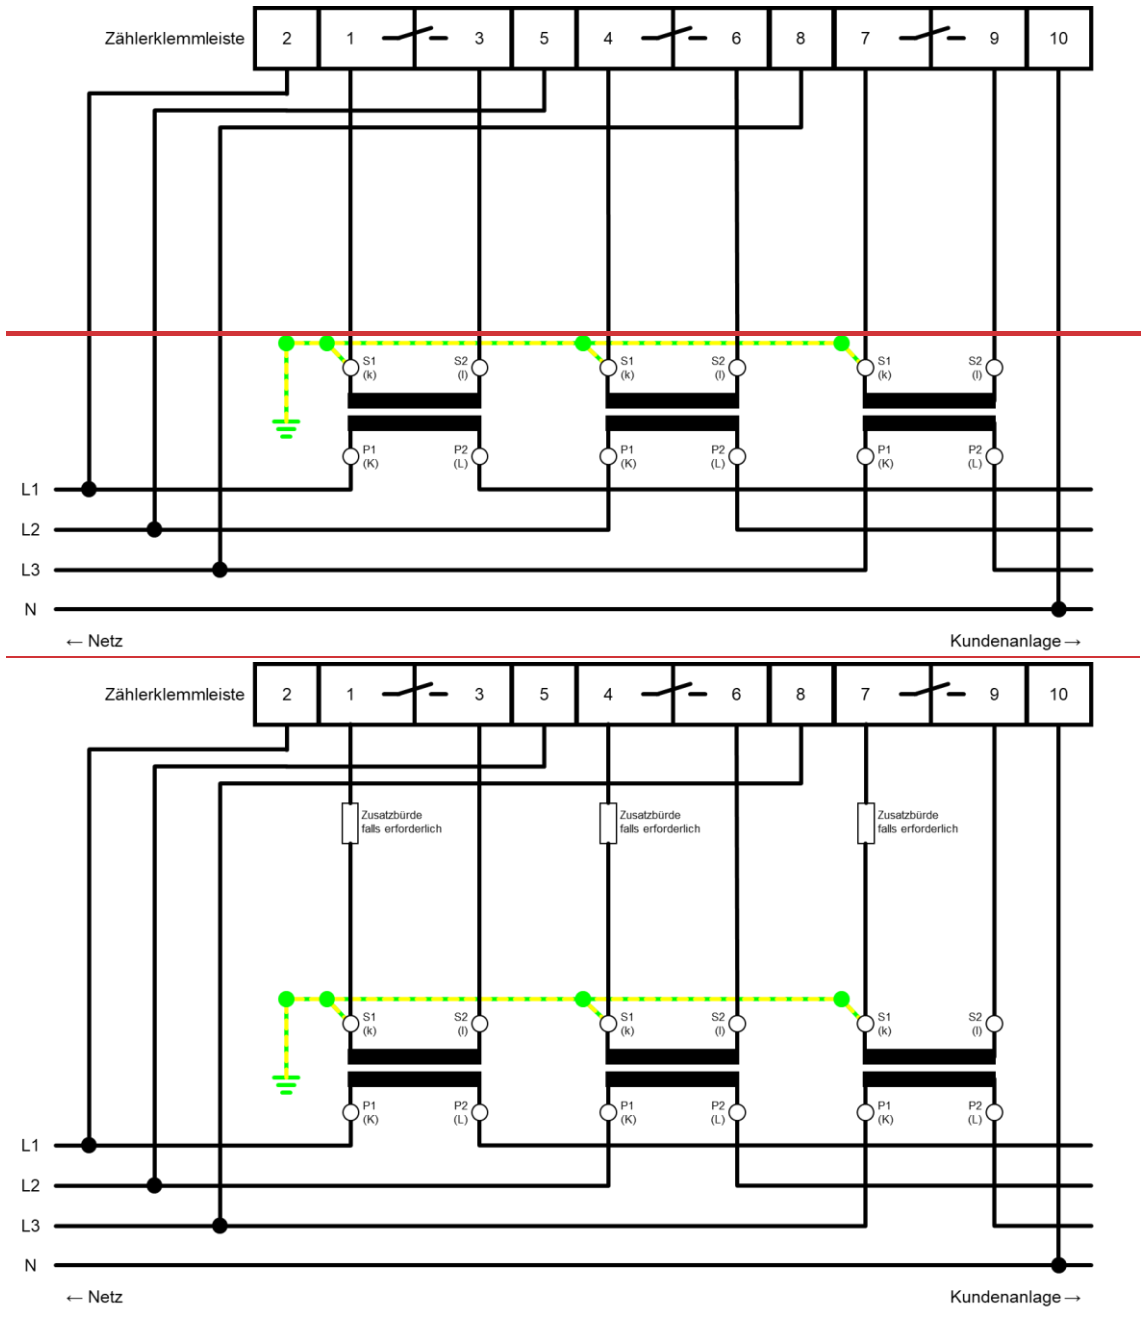 Zählerklemmleiste 2 1 3 5 4 6 8 7 9 10
S1 S2 S1 S2 S1 S2
(k) (l) (k) (l) (k) (l)
P1 P2 P1 P2 P1 P2
(K) (L) (K) (L) (K) (L)
L1
L2
L3
N
← Netz Kundenanlage →
Zählerklemmleiste 2 1 3 5 4 6 8 7 9 10
Zusatzbürde Zusatzbürde Zusatzbürde
falls erforderlich falls erforderlich falls erforderlich
S1 S2 S1 S2 S1 S2
(k) (l) (k) (l) (k) (l)
P1 P2 P1 P2 P1 P2
(K) (L) (K) (L) (K) (L)
L1
L2
L3
N
← Netz Kundenanlage →